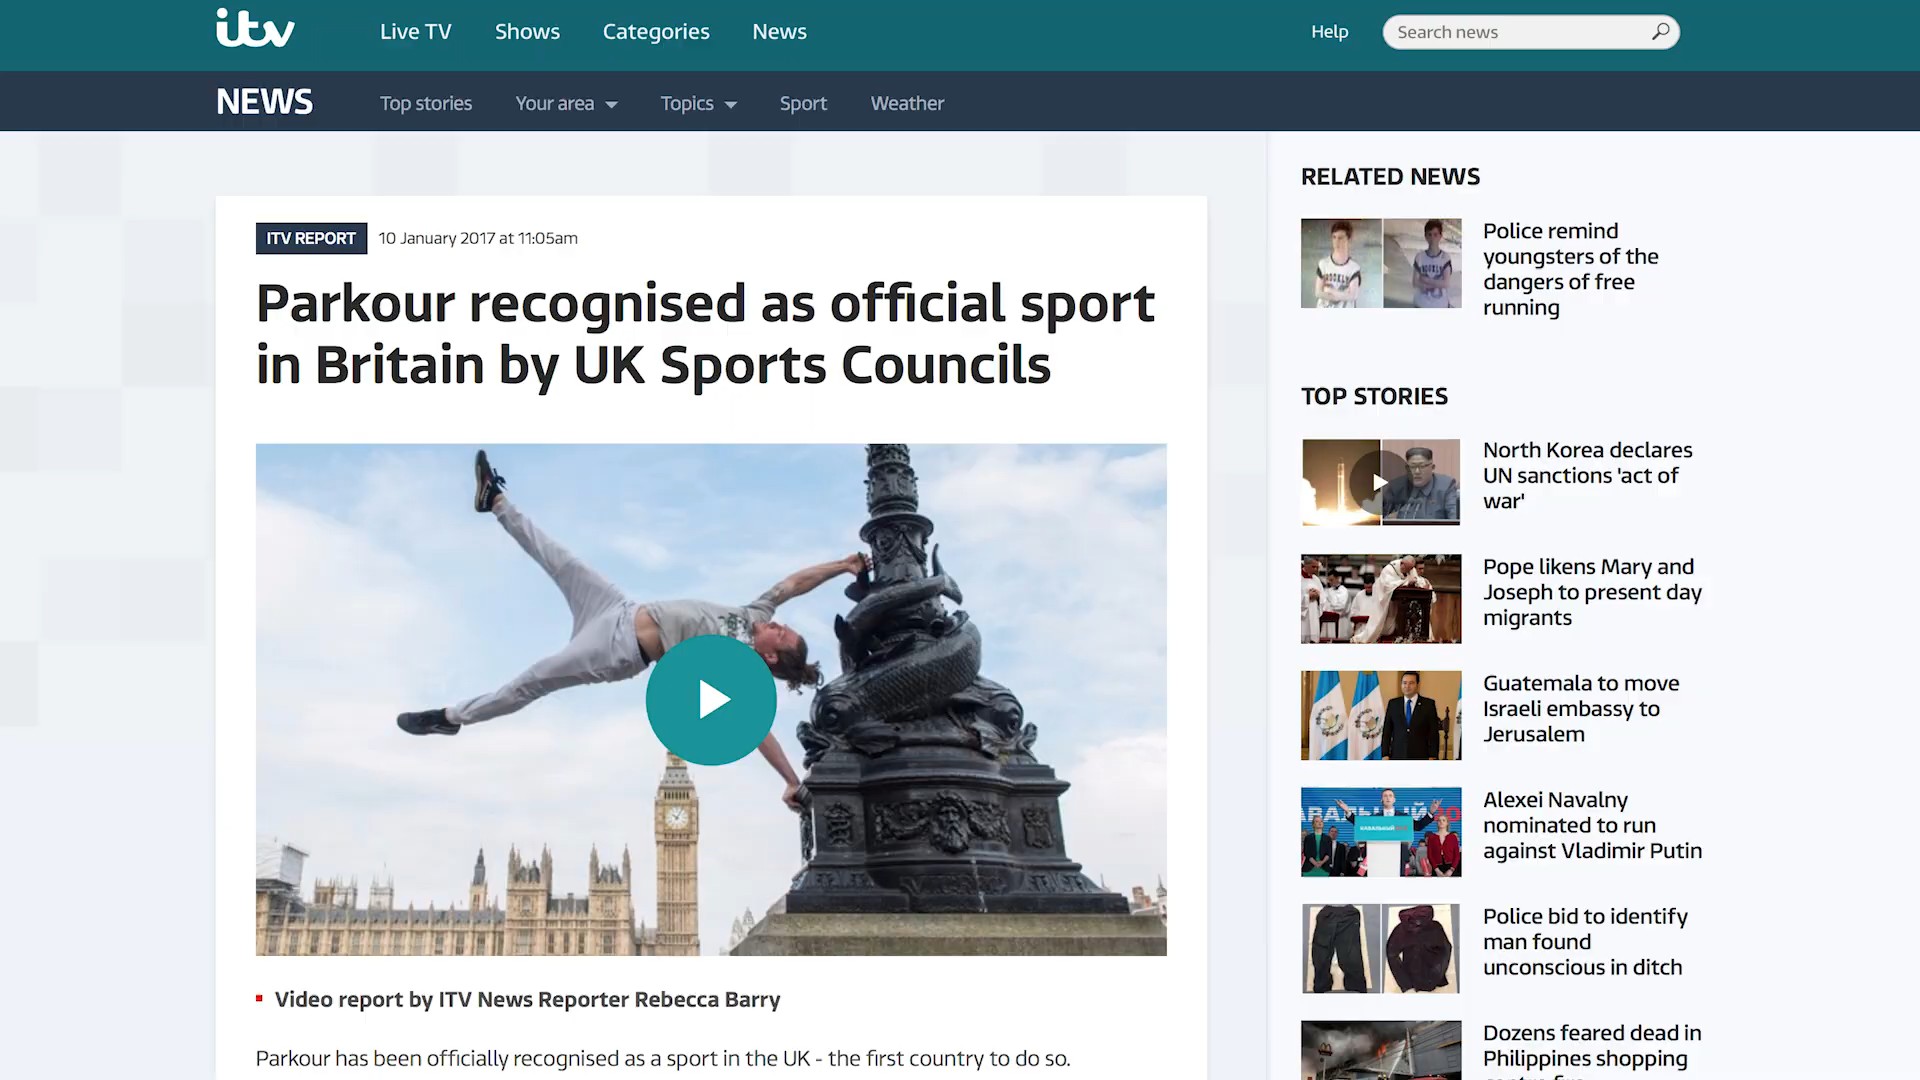 itv
Live TV
Shows
Categories
News
Help
Search news
NEWS
Top stories
Your area
Topics
Sport
Weather
ITV REPORT
10 January 2017 at 11:05am
Parkour recognised as official sport
in Britain by UK Sports Councils
Video report by ITV News Reporter Rebecca Barry
Parkour has been officially recognised as a sport in the UK - the first country to do so.
RELATED NEWS
Police remind
youngsters of the
dangers of free
running
TOP STORIES
North Korea declares
UN sanctions 'act of
war'
Pope likens Mary and
Joseph to present day
migrants
Guatemala to move
Israeli embassy to
Jerusalem
Alexei Navalny
nominated to run
against Vladimir Putin
Police bid to identify
man found
unconscious in ditch
Dozens feared dead in
Philippines shopping